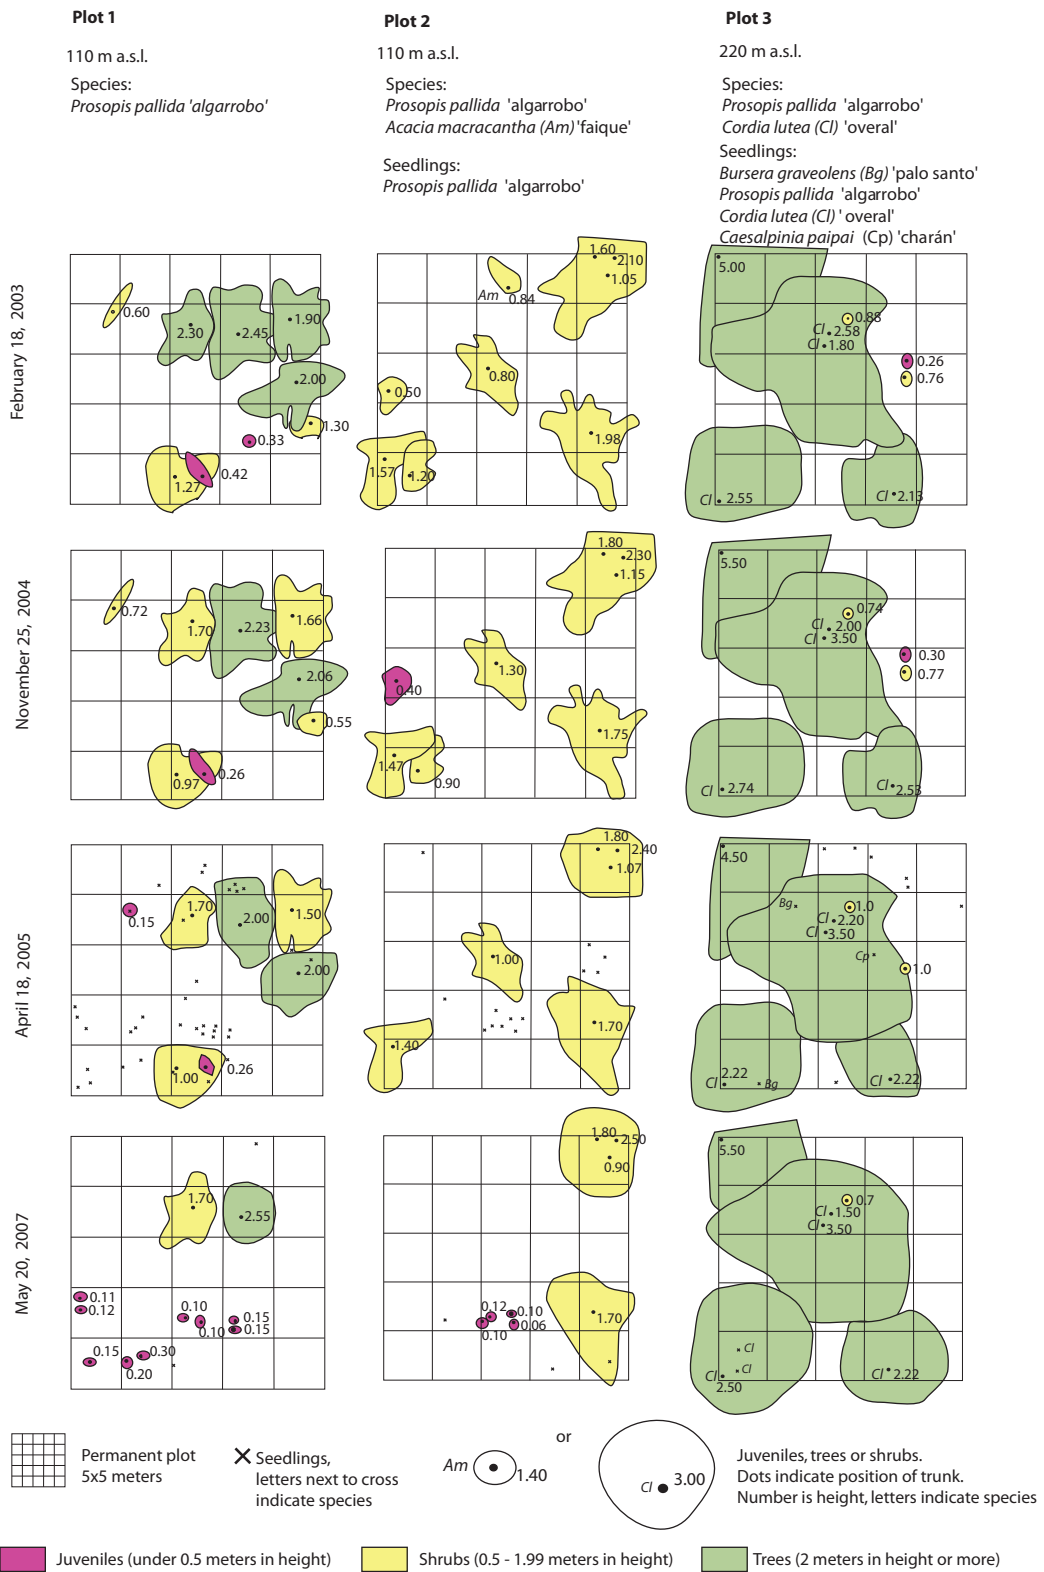 Plot 1
110 m a.s.l.
Species:
Prosopis pallida 'algarrobo'
Plot 2
110 m a.s.l.
Species:
Prosopis pallida 'algarrobo'
Acacia macracantha (Am) 'faique'
Seedlings:
Prosopis pallida 'algarrobo'
Plot 3
220 m a.s.l.
Species:
Prosopis pallida 'algarrobo'
Cordia lutea (Cl) 'overal'
Seedlings:
Bursera graveolens (Bg) 'palo santo'
Prosopis pallida 'algarrobo'
Cordia lutea (Cl) ' overal'
Caesalpinia paipai (Cp) 'charán'
February 18, 2003
0.60
2.30
2.45
1.90
2.00
1.30
0.33
0.42
1.27
1.60
2.10
1.05
Am 0.84
0.80
0.50
1.98
1.57
1.20
5.00
0.88
Cl 2.58
Cl 1.80
0.26
0.76
Cl 2.55
Cl 2.13
November 25, 2004
0.72
1.70
2.23
1.66
2.06
0.55
0.26
0.97
1.80
2.30
1.15
1.30
0.40
1.75
1.47
0.90
5.50
0.74
Cl 2.00
Cl 3.50
0.30
0.77
Cl 2.74
Cl 2.53
April 18, 2005
0.15
1.70
2.00
1.50
2.00
1.00
0.26
1.80
2.40
1.07
1.00
1.70
1.40
4.50
Bg
1.0
Cl 2.20
Cl 3.50
Cp
1.0
2.22
Cl
Bg
Cl 2.22
May 20, 2007
1.70
2.55
0.11
0.12
0.10
0.10
0.15
0.15
0.15
0.30
0.20
1.80
2.50
0.90
0.12
0.10
0.06
0.10
1.70
5.50
0.7
Cl 1.50
Cl 3.50
Cl
Cl
Cl
2.50
Cl 2.22
Permanent plot
5x5 meters
Seedlings,
letters next to cross
indicate species
Am 1.40
or
Cl 3.00
Juveniles, trees or shrubs.
Dots indicate position of trunk.
Number is height, letters indicate species
Juveniles (under 0.5 meters in height)
Shrubs (0.5 - 1.99 meters in height)
Trees (2 meters in height or more)